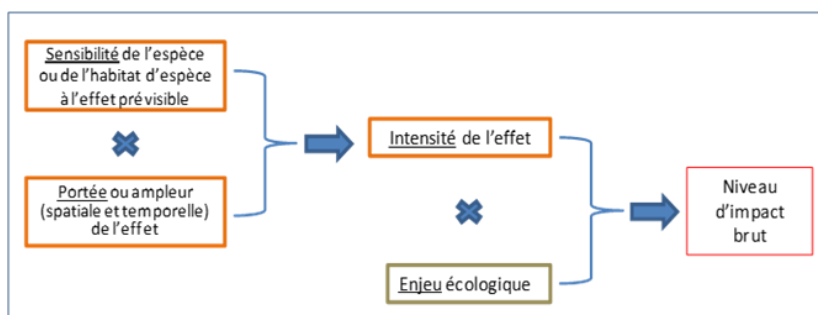 Sensibilité de l’espèce
ou de l’habitat d’espèce
à l’effet prévisible
Portée ou ampleur
(spatiale et temporelle)
de l’effet
Intensité de l’effet
Enjeu écologique
Niveau
d’impact
brut